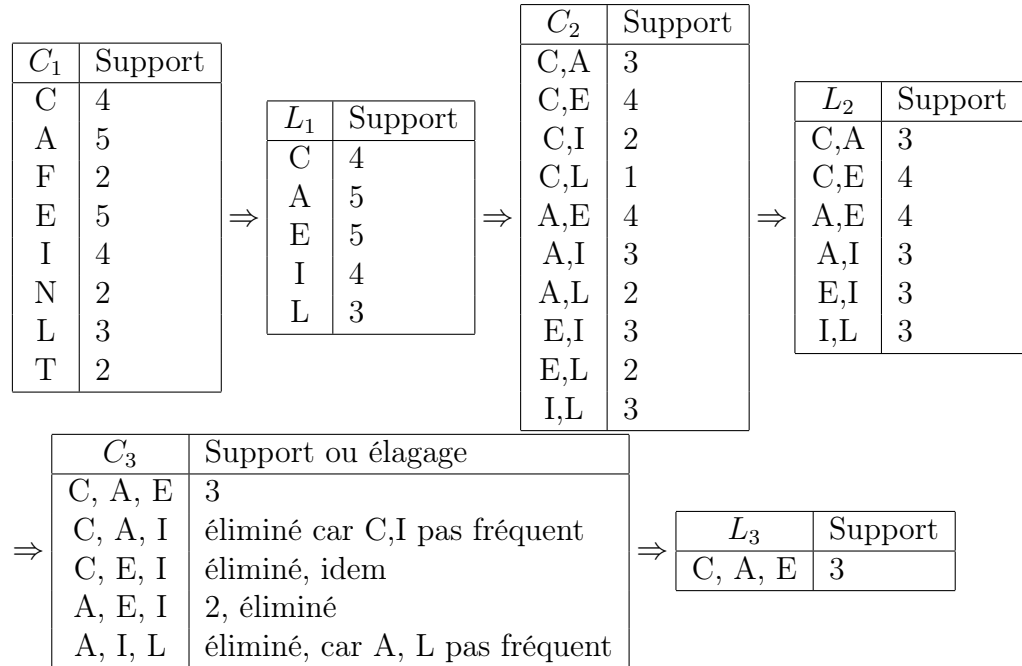 C₁ Support
C 4
A 5
F 2
E 5
I 4
N 2
L 3
T 2
⇒
L₁ Support
C 4
A 5
E 5
I 4
L 3
⇒
C₂ Support
C,A 3
C,E 4
C,I 2
C,L 1
A,E 4
A,I 3
A,L 2
E,I 3
E,L 2
I,L 3
⇒
L₂ Support
C,A 3
C,E 4
A,E 4
A,I 3
E,I 3
I,L 3
⇒
C₃ Support ou élagage
C, A, E 3
C, A, I éliminé car C,I pas fréquent
C, E, I éliminé, idem
A, E, I 2, éliminé
A, I, L éliminé, car A, L pas fréquent
⇒
L₃ Support
C, A, E 3